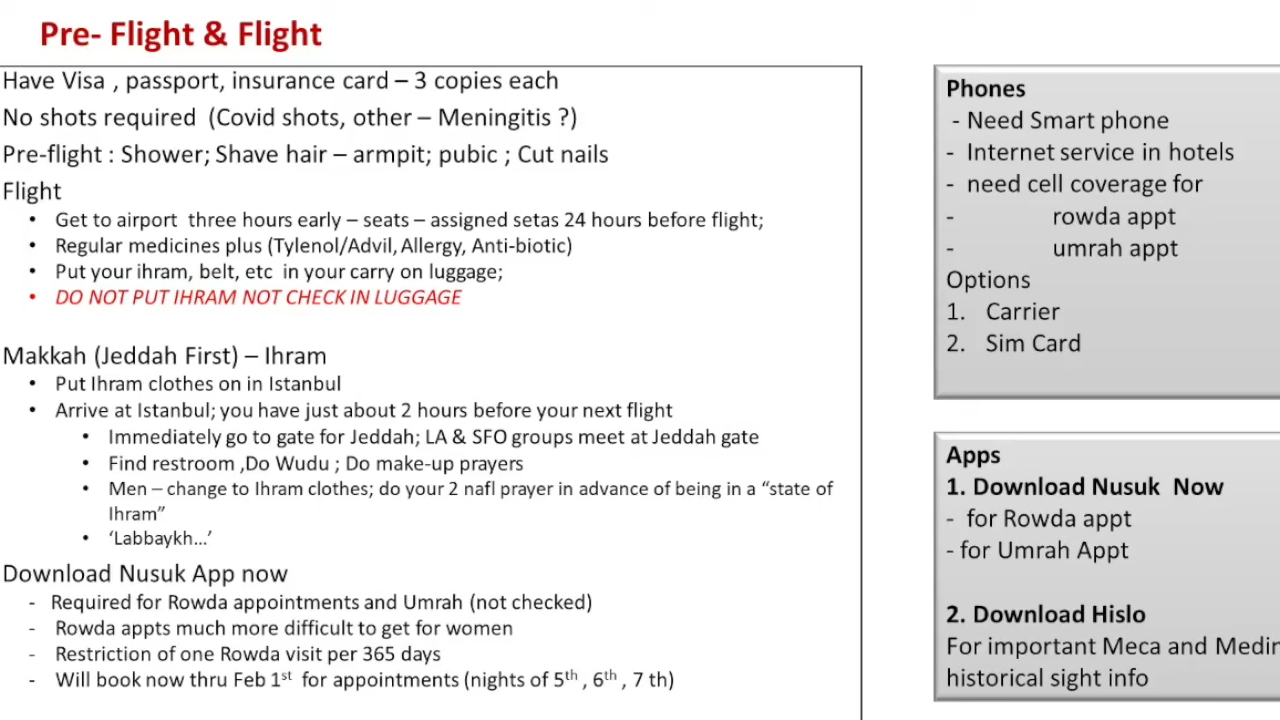 Pre- Flight & Flight
Have Visa , passport, insurance card – 3 copies each
No shots required (Covid shots, other – Meningitis ?)
Pre-flight : Shower; Shave hair – armpit; pubic ; Cut nails
Flight
• Get to airport three hours early – seats – assigned setas 24 hours before flight;
• Regular medicines plus (Tylenol/Advil, Allergy, Anti-biotic)
• Put your ihram, belt, etc in your carry on luggage;
• DO NOT PUT IHRAM NOT CHECK IN LUGGAGE
Makkah (Jeddah First) – Ihram
• Put Ihram clothes on in Istanbul
• Arrive at Istanbul; you have just about 2 hours before your next flight
• Immediately go to gate for Jeddah; LA & SFO groups meet at Jeddah gate
• Find restroom ,Do Wudu ; Do make-up prayers
• Men – change to Ihram clothes; do your 2 nafl prayer in advance of being in a “state of
Ihram”
• ‘Labbaykh…’
Download Nusuk App now
- Required for Rowda appointments and Umrah (not checked)
- Rowda appts much more difficult to get for women
- Restriction of one Rowda visit per 365 days
- Will book now thru Feb 1st for appointments (nights of 5th , 6th , 7 th)
Phones
- Need Smart phone
- Internet service in hotels
- need cell coverage for
- rowda appt
- umrah appt
Options
1. Carrier
2. Sim Card
Apps
1. Download Nusuk Now
- for Rowda appt
- for Umrah Appt
2. Download Hislo
For important Meca and Medin
historical sight info